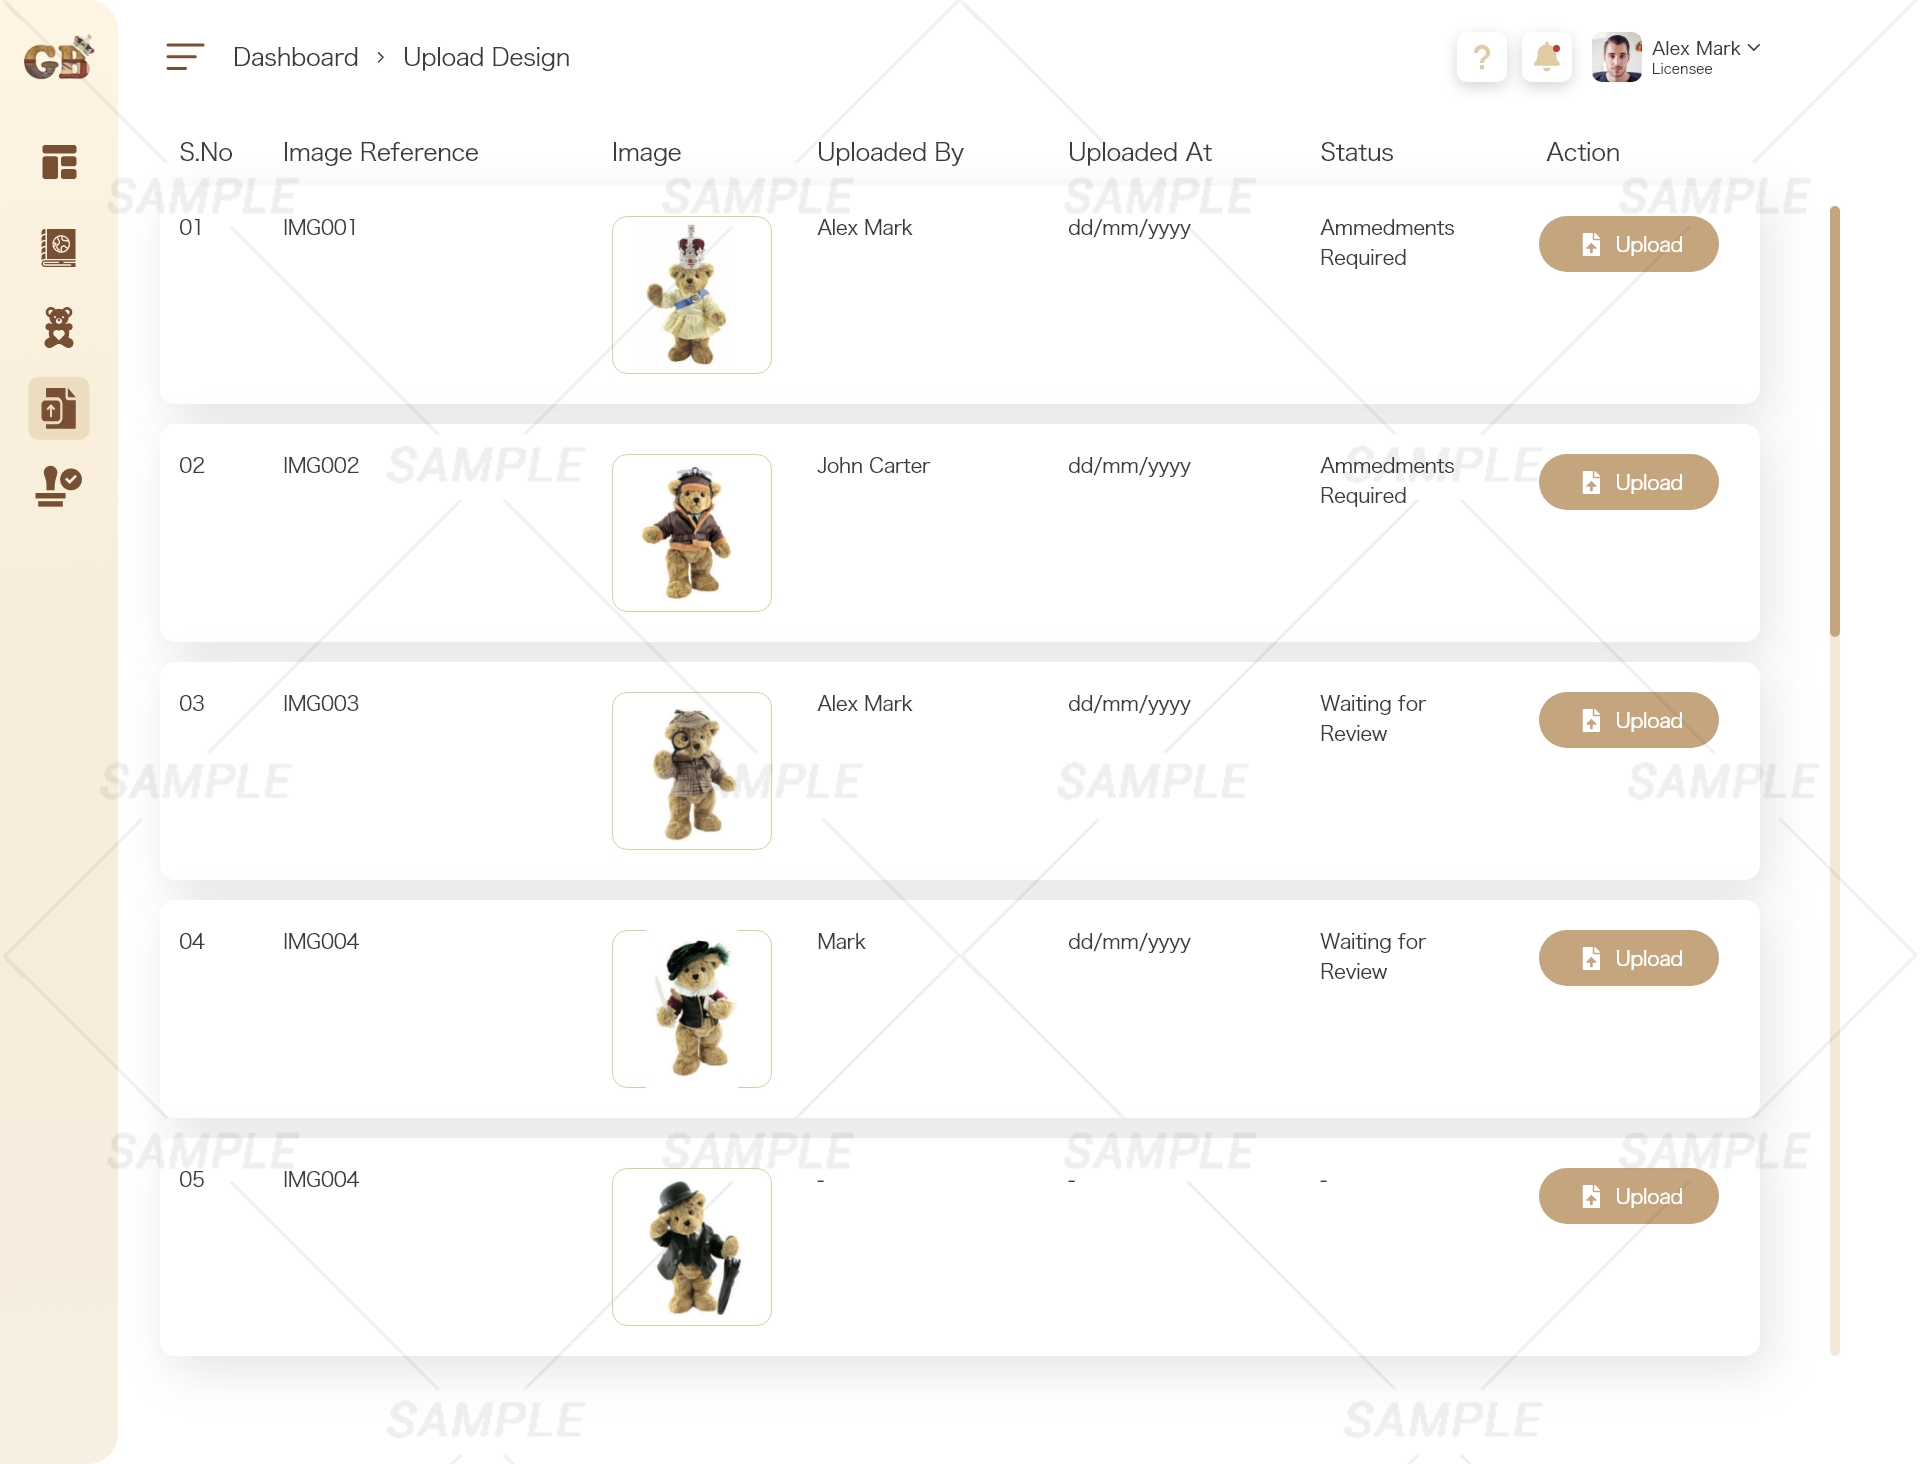 GB
Dashboard > Upload Design
?
Alex Mark
Licensee
S.No Image Reference Image Uploaded By Uploaded At Status Action
SAMPLE SAMPLE SAMPLE SAMPLE
01 IMG001 Alex Mark dd/mm/yyyy Ammedments
Required
Upload
02 IMG002 John Carter dd/mm/yyyy Ammedments
Required
Upload
SAMPLE SAMPLE
03 IMG003 Alex Mark dd/mm/yyyy Waiting for
Review
Upload
SAMPLE MPLE SAMPLE SAMPLE
04 IMG004 Mark dd/mm/yyyy Waiting for
Review
Upload
SAMPLE SAMPLE SAMPLE SAMPLE
05 IMG004 - - -
Upload
SAMPLE SAMPLE